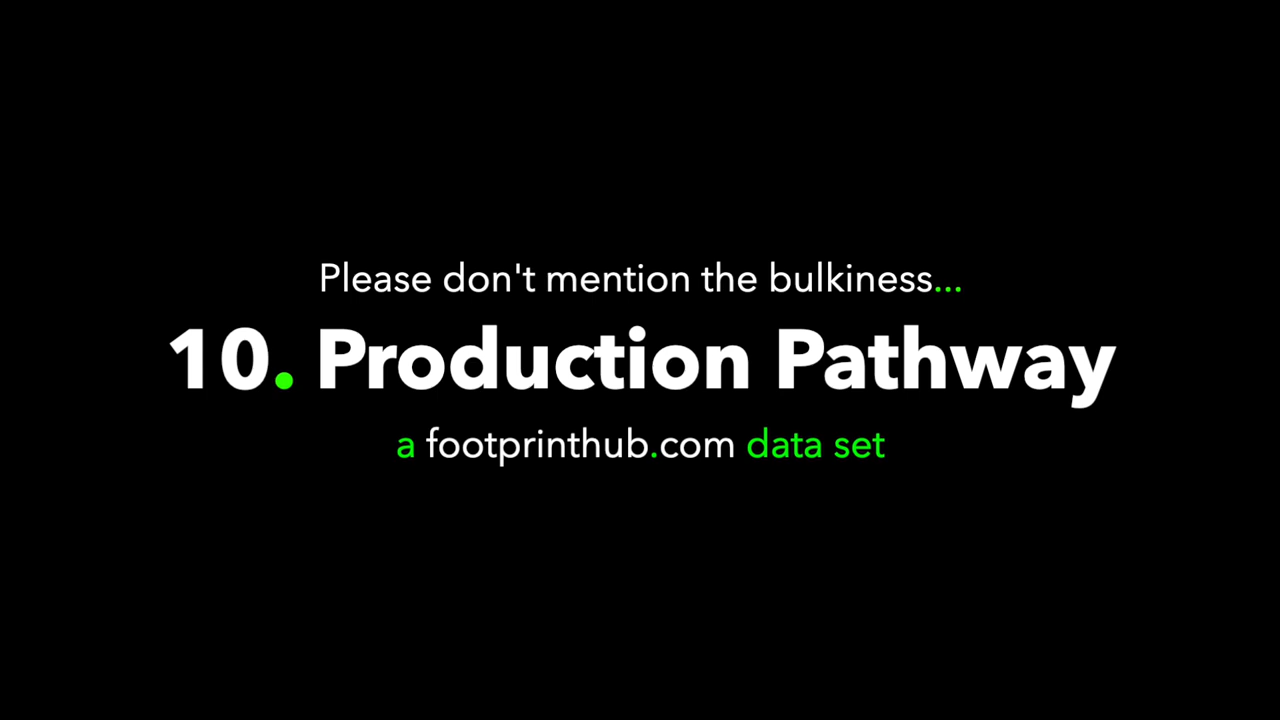 Please don't mention the bulkiness...
10. Production Pathway
a footprinthub.com data set